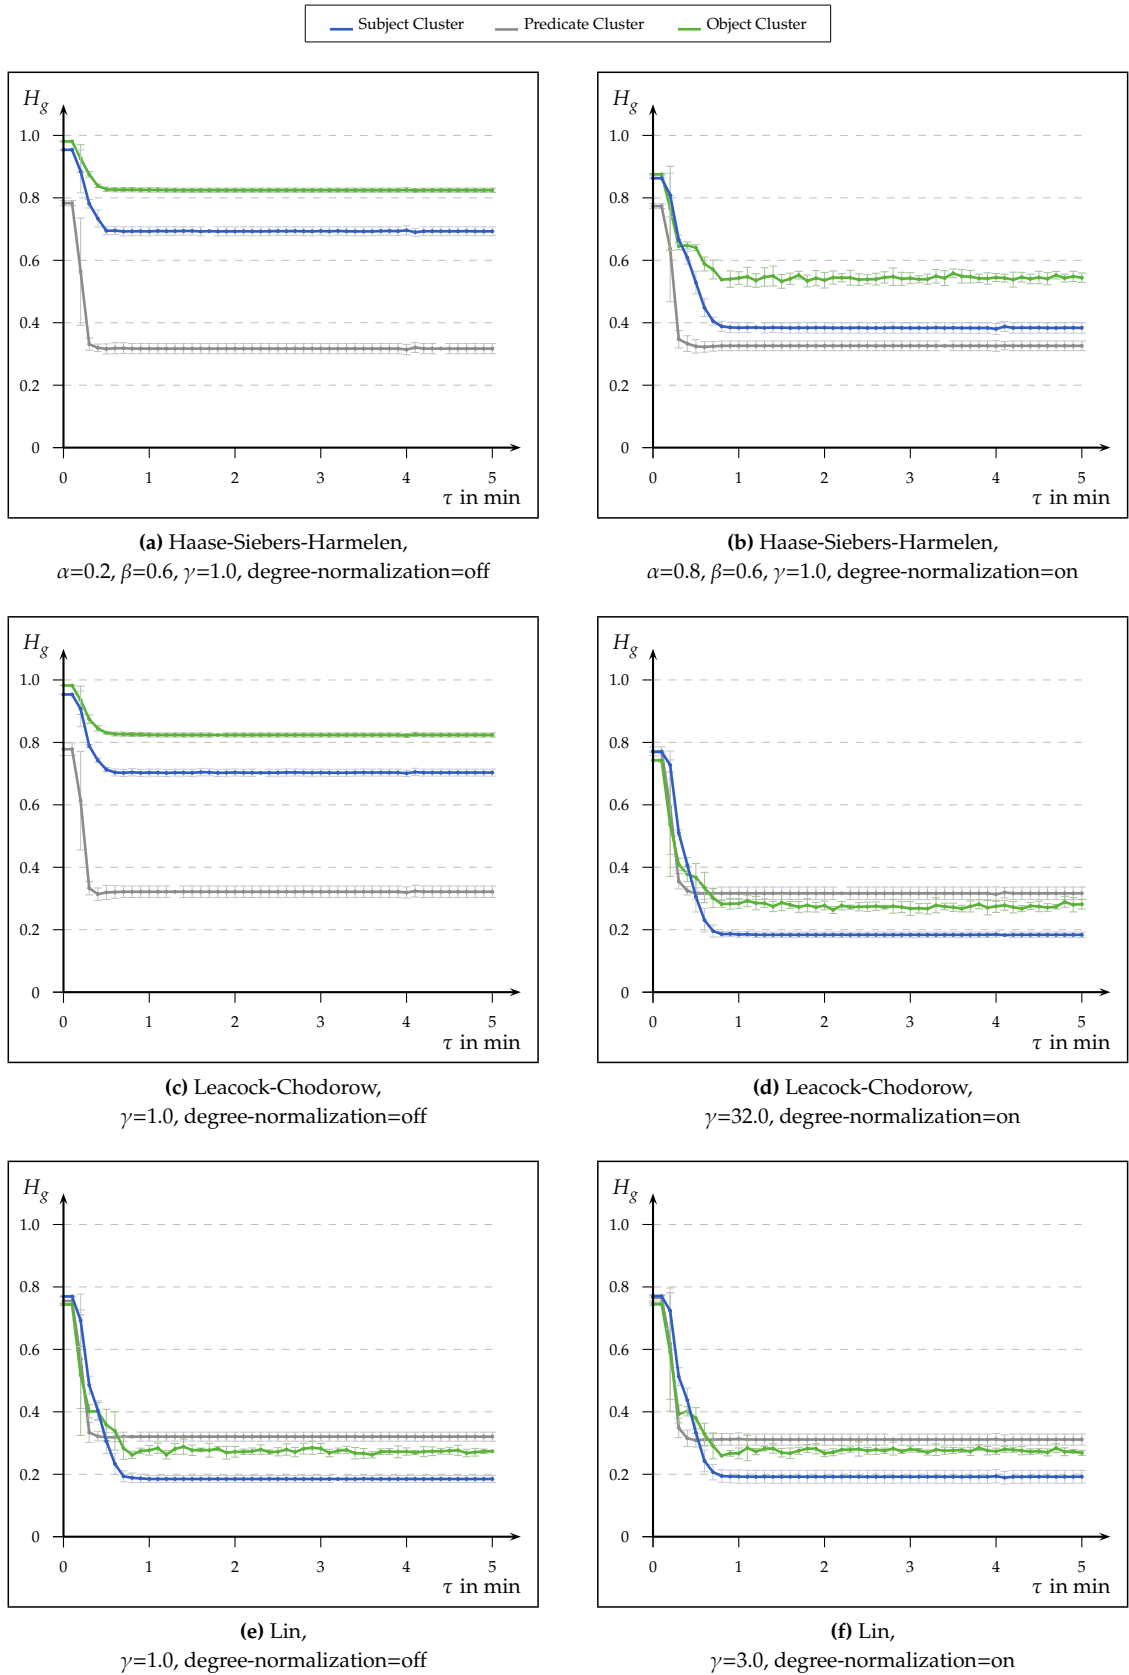 Subject Cluster Predicate Cluster Object Cluster
H_g H_g
1.0 1.0
0.8 0.8
0.6 0.6
0.4 0.4
0.2 0.2
0 0
0 1 2 3 4 5 0 1 2 3 4 5
τ in min τ in min
(a) Haase-Siebers-Harmelen, (b) Haase-Siebers-Harmelen,
α=0.2, β=0.6, γ=1.0, degree-normalization=off α=0.8, β=0.6, γ=1.0, degree-normalization=on
H_g H_g
1.0 1.0
0.8 0.8
0.6 0.6
0.4 0.4
0.2 0.2
0 0
0 1 2 3 4 5 0 1 2 3 4 5
τ in min τ in min
(c) Leacock-Chodorow, (d) Leacock-Chodorow,
γ=1.0, degree-normalization=off γ=32.0, degree-normalization=on
H_g H_g
1.0 1.0
0.8 0.8
0.6 0.6
0.4 0.4
0.2 0.2
0 0
0 1 2 3 4 5 0 1 2 3 4 5
τ in min τ in min
(e) Lin, (f) Lin,
γ=1.0, degree-normalization=off γ=3.0, degree-normalization=on